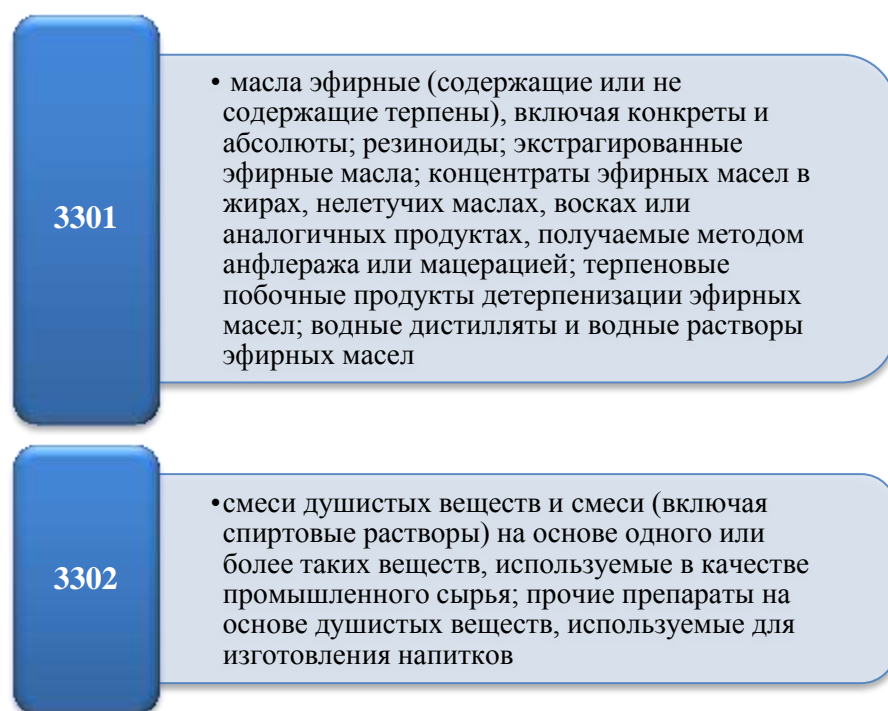 3301
• масла эфирные (содержащие или не
содержащие терпены), включая конкреты и
абсолюты; резиноиды; экстрагированные
эфирные масла; концентраты эфирных масел в
жирах, нелетучих маслах, восках или
аналогичных продуктах, получаемые методом
анфлеража или мацерацией; терпеновые
побочные продукты детерпенизации эфирных
масел; водные дистилляты и водные растворы
эфирных масел
3302
•смеси душистых веществ и смеси (включая
спиртовые растворы) на основе одного или
более таких веществ, используемые в качестве
промышленного сырья; прочие препараты на
основе душистых веществ, используемые для
изготовления напитков